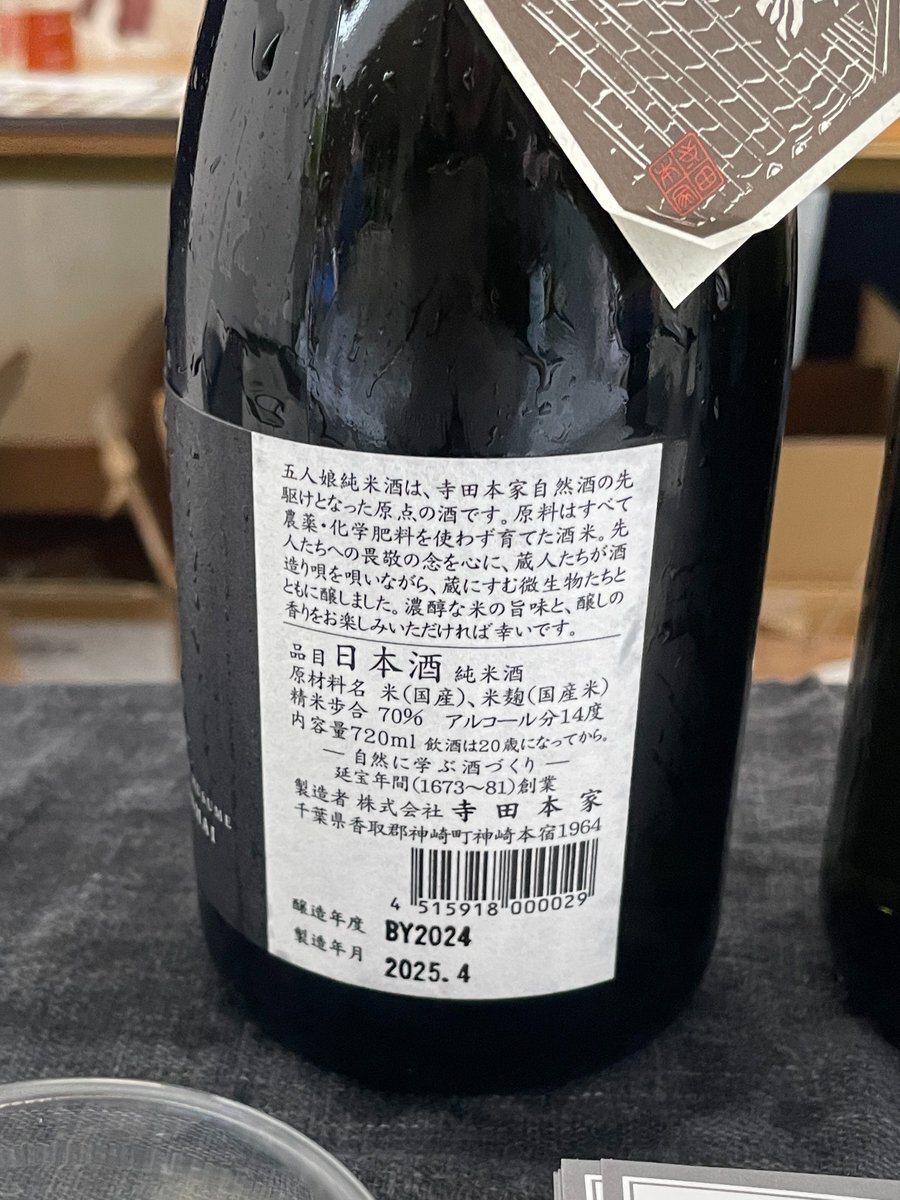 寺田本家
五人娘純米酒は、寺田本家自然酒の先
駆けとなった原点の酒です。原料はすべて
農薬・化学肥料を使わず育てた酒米。先
人たちへの畏敬の念を心に、蔵人たちが酒
造り唄を唄いながら、蔵にすむ微生物たちと
ともに醸しました。濃醇な米の旨味と、醸しの
香りをお楽しみいただければ幸いです。
品目 日本酒 純米酒
原材料名 米(国産)、米麹(国産米)
精米歩合 70% アルコール分14度
内容量720ml 飲酒は20歳になってから。
— 自然に学ぶ酒づくり —
延宝年間(1673〜81)創業
製造者 株式会社 寺田本家
千葉県香取郡神崎町神崎本宿1964
4 515918 000029
醸造年度 BY2024
製造年月 2025.4